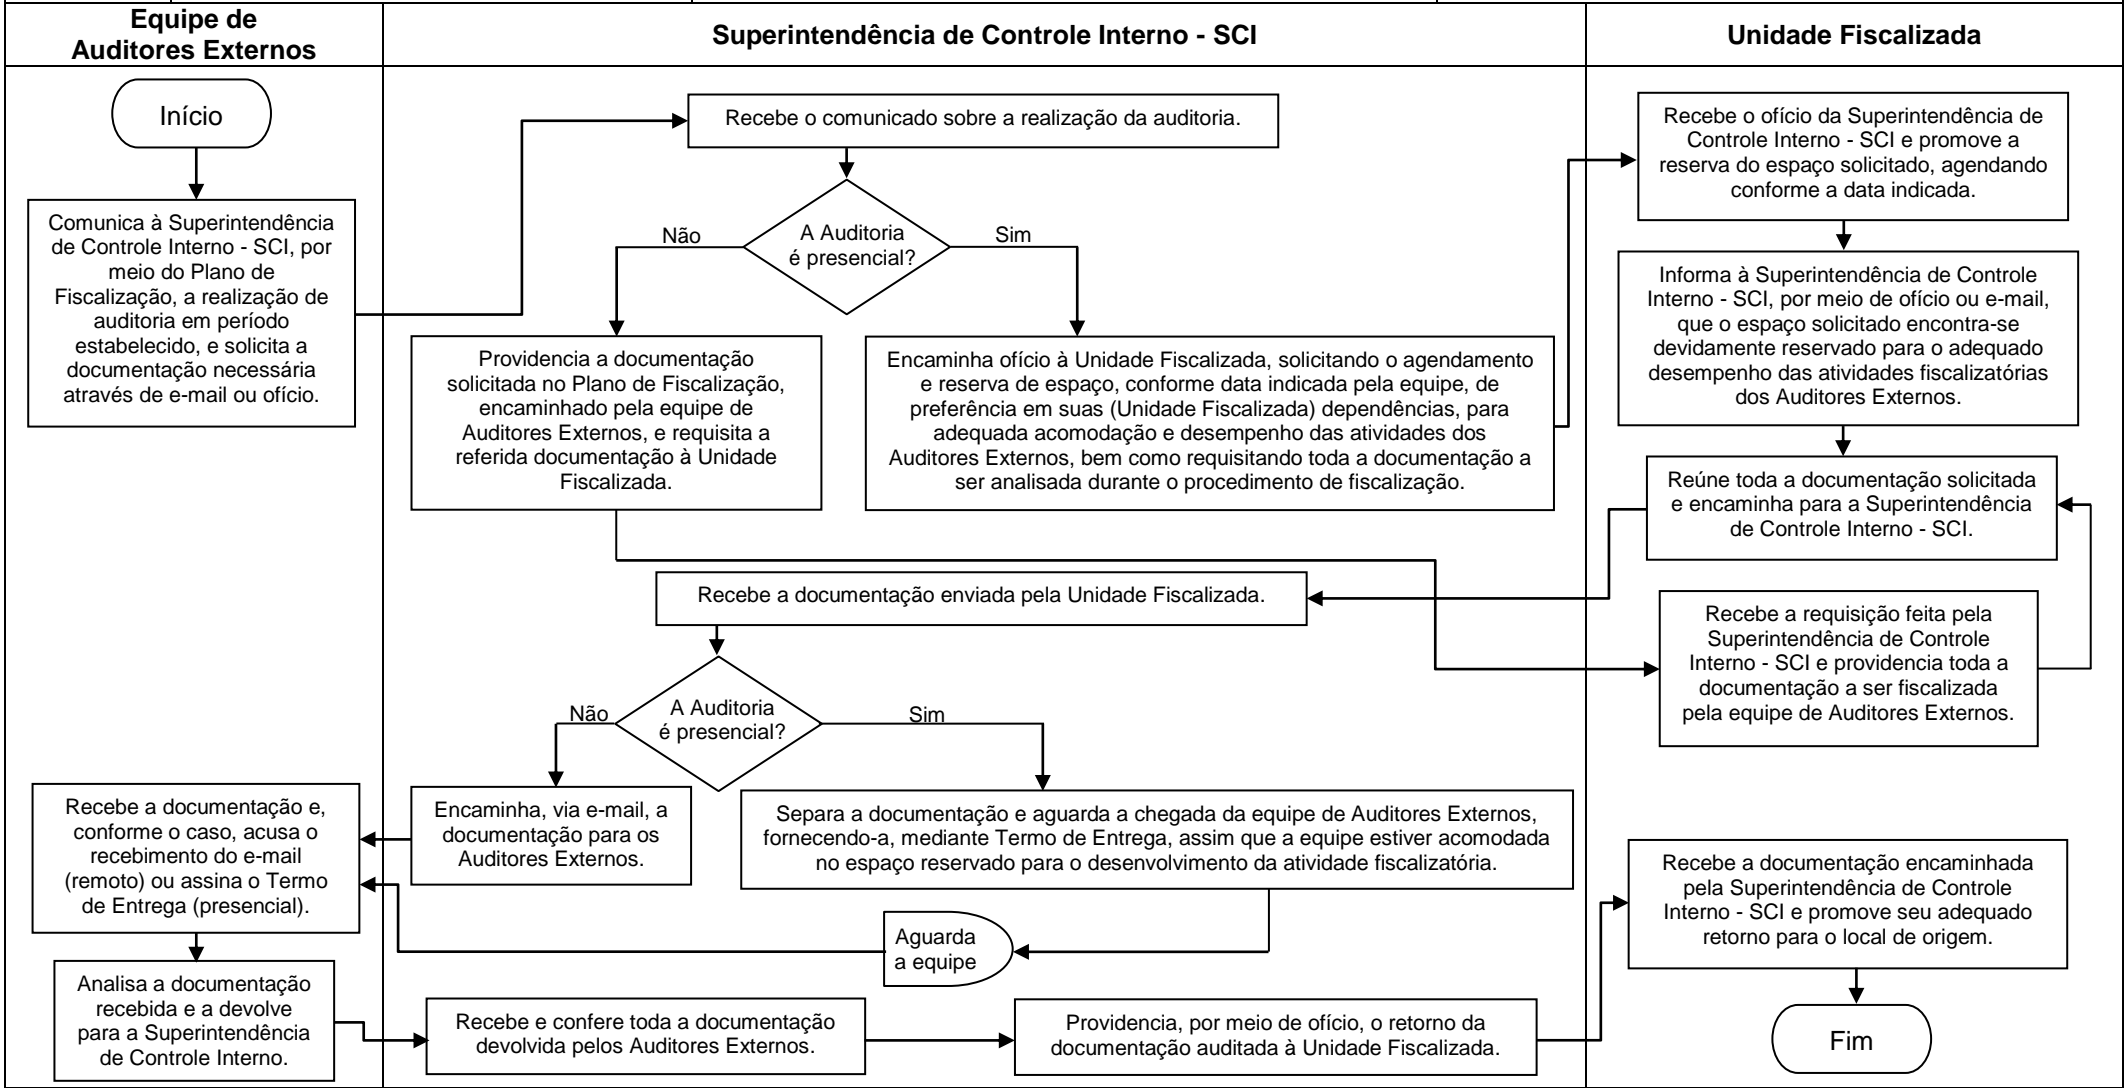 Equipe de
Auditores Externos
Superintendência de Controle Interno - SCI
Unidade Fiscalizada
Início
Comunica à Superintendência
de Controle Interno - SCI, por
meio do Plano de
Fiscalização, a realização de
auditoria em período
estabelecido, e solicita a
documentação necessária
através de e-mail ou ofício.
Recebe o comunicado sobre a realização da auditoria.
A Auditoria
é presencial?
Não
Sim
Providencia a documentação
solicitada no Plano de Fiscalização,
encaminhado pela equipe de
Auditores Externos, e requisita a
referida documentação à Unidade
Fiscalizada.
Encaminha ofício à Unidade Fiscalizada, solicitando o agendamento
e reserva de espaço, conforme data indicada pela equipe, de
preferência em suas (Unidade Fiscalizada) dependências, para
adequada acomodação e desempenho das atividades dos
Auditores Externos, bem como requisitando toda a documentação a
ser analisada durante o procedimento de fiscalização.
Recebe o ofício da Superintendência de
Controle Interno - SCI e promove a
reserva do espaço solicitado, agendando
conforme a data indicada.
Informa à Superintendência de Controle
Interno - SCI, por meio de ofício ou e-mail,
que o espaço solicitado encontra-se
devidamente reservado para o adequado
desempenho das atividades fiscalizatórias
dos Auditores Externos.
Reúne toda a documentação solicitada
e encaminha para a Superintendência
de Controle Interno - SCI.
Recebe a requisição feita pela
Superintendência de Controle
Interno - SCI e providencia toda a
documentação a ser fiscalizada
pela equipe de Auditores Externos.
Recebe a documentação enviada pela Unidade Fiscalizada.
A Auditoria
é presencial?
Não
Sim
Encaminha, via e-mail, a
documentação para os
Auditores Externos.
Separa a documentação e aguarda a chegada da equipe de Auditores Externos,
fornecendo-a, mediante Termo de Entrega, assim que a equipe estiver acomodada
no espaço reservado para o desenvolvimento da atividade fiscalizatória.
Aguarda
a equipe
Recebe a documentação e,
conforme o caso, acusa o
recebimento do e-mail
(remoto) ou assina o Termo
de Entrega (presencial).
Analisa a documentação
recebida e a devolve
para a Superintendência
de Controle Interno.
Recebe e confere toda a documentação
devolvida pelos Auditores Externos.
Providencia, por meio de ofício, o retorno da
documentação auditada à Unidade Fiscalizada.
Recebe a documentação encaminhada
pela Superintendência de Controle
Interno - SCI e promove seu adequado
retorno para o local de origem.
Fim